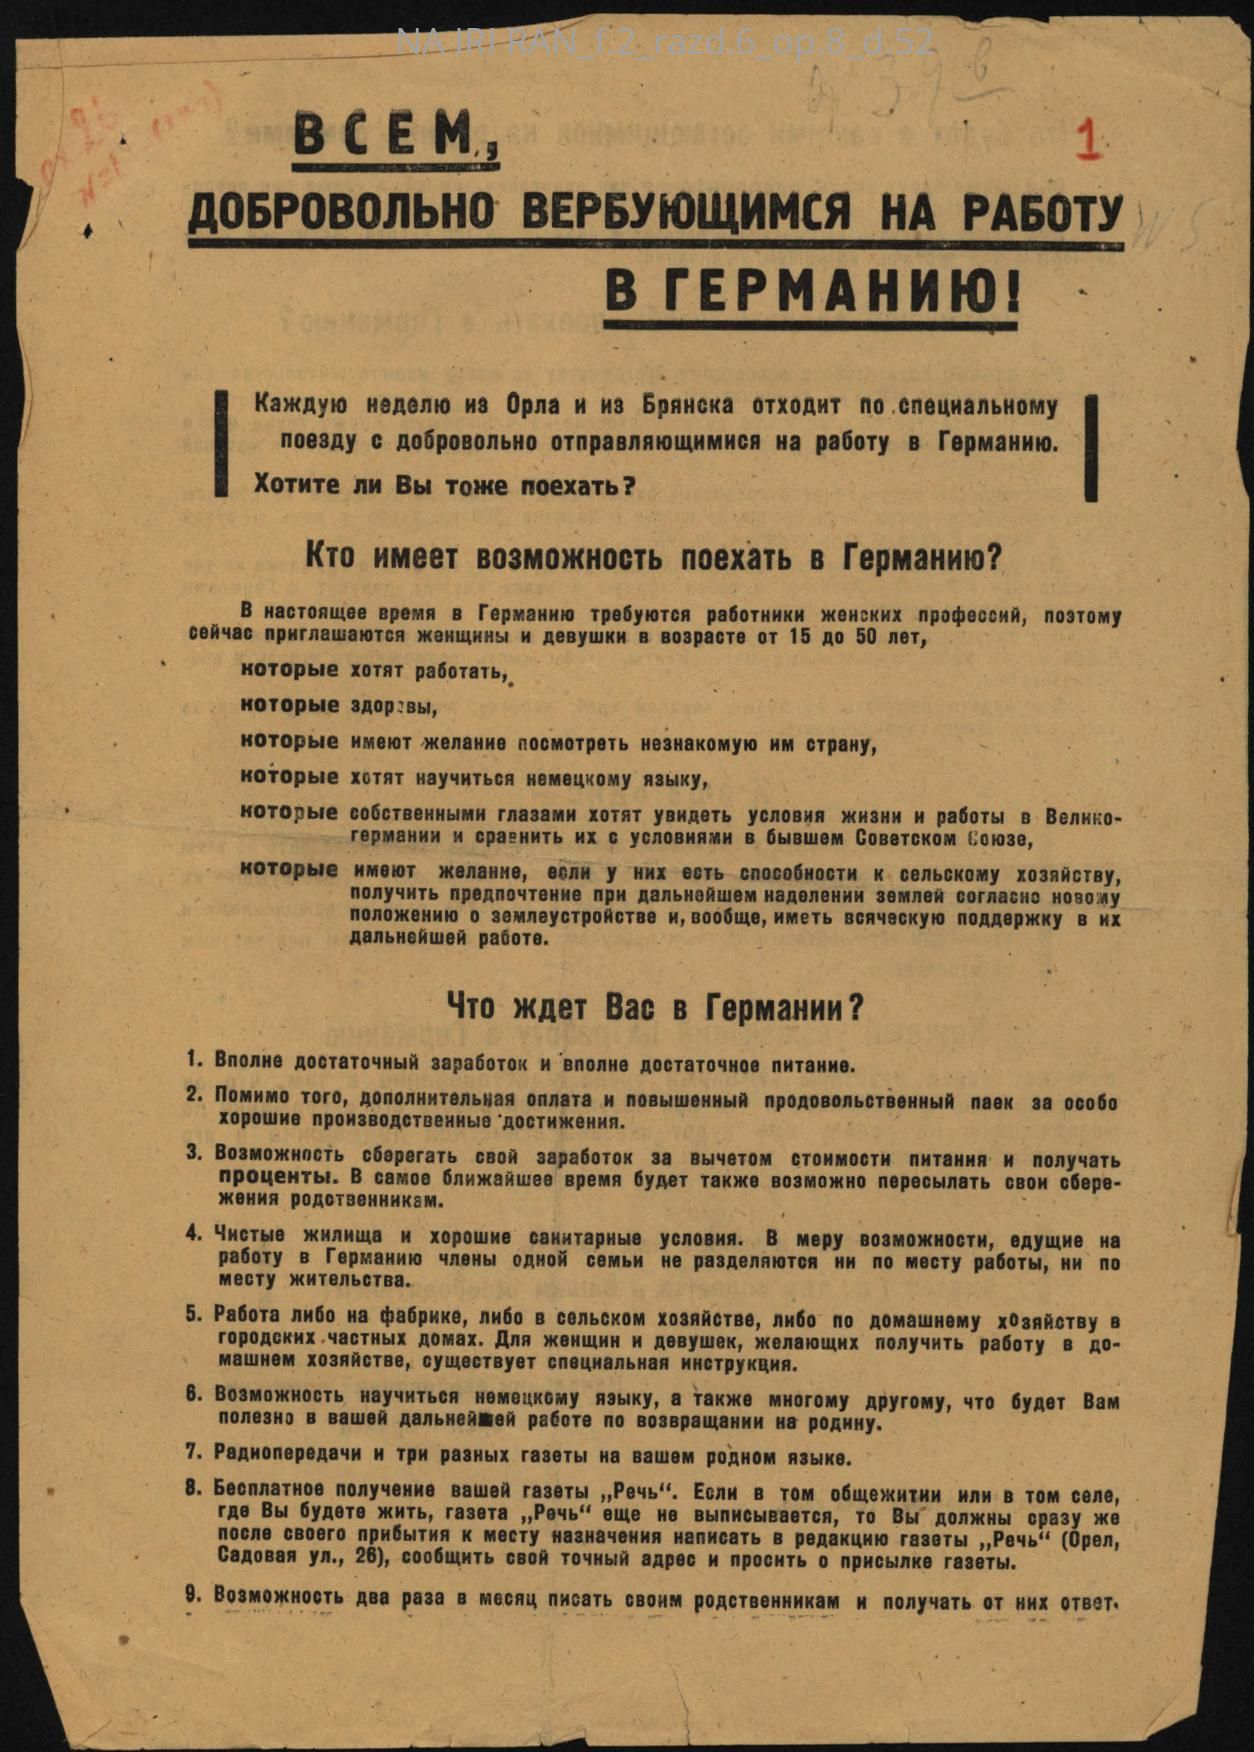 NA IRI RAN_f.2_razd.6_op.8_d.52
1
ВСЕМ,
ДОБРОВОЛЬНО ВЕРБУЮЩИМСЯ НА РАБОТУ
В ГЕРМАНИЮ!
Каждую неделю из Орла и из Брянска отходит по специальному
поезду с добровольно отправляющимися на работу в Германию.
Хотите ли Вы тоже поехать?
Кто имеет возможность поехать в Германию?
В настоящее время в Германию требуются работники женских профессий, поэтому
сейчас приглашаются женщины и девушки в возрасте от 15 до 50 лет,
которые хотят работать,
которые здоровы,
которые имеют желание посмотреть незнакомую им страну,
которые хотят научиться немецкому языку,
которые собственными глазами хотят увидеть условия жизни и работы в Велико-
германии и сравнить их с условиями в бывшем Советском Союзе,
которые имеют желание, если у них есть способности к сельскому хозяйству,
получить предпочтение при дальнейшем наделении землей согласно новому
положению о землеустройстве и, вообще, иметь всяческую поддержку в их
дальнейшей работе.
Что ждет Вас в Германии?
1. Вполне достаточный заработок и вполне достаточное питание.
2. Помимо того, дополнительная оплата и повышенный продовольственный паек за особо
хорошие производственные достижения.
3. Возможность сберегать свой заработок за вычетом стоимости питания и получать
проценты. В самое ближайшее время будет также возможно пересылать свои сбере-
жения родственникам.
4. Чистые жилища и хорошие санитарные условия. В меру возможности, едущие на
работу в Германию члены одной семьи не разделяются ни по месту работы, ни по
месту жительства.
5. Работа либо на фабрике, либо в сельском хозяйстве, либо по домашнему хозяйству в
городских частных домах. Для женщин и девушек, желающих получить работу в до-
машнем хозяйстве, существует специальная инструкция.
6. Возможность научиться немецкому языку, а также многому другому, что будет Вам
полезно в вашей дальнейшей работе по возвращании на родину.
7. Радиопередачи и три разных газеты на вашем родном языке.
8. Бесплатное получение вашей газеты „Речь“. Если в том общежитии или в том селе,
где Вы будете жить, газета „Речь“ еще не выписывается, то Вы должны сразу же
после своего прибытия к месту назначения написать в редакцию газеты „Речь“ (Орел,
Садовая ул., 26), сообщить свой точный адрес и просить о присылке газеты.
9. Возможность два раза в месяц писать своим родственникам и получать от них ответ.